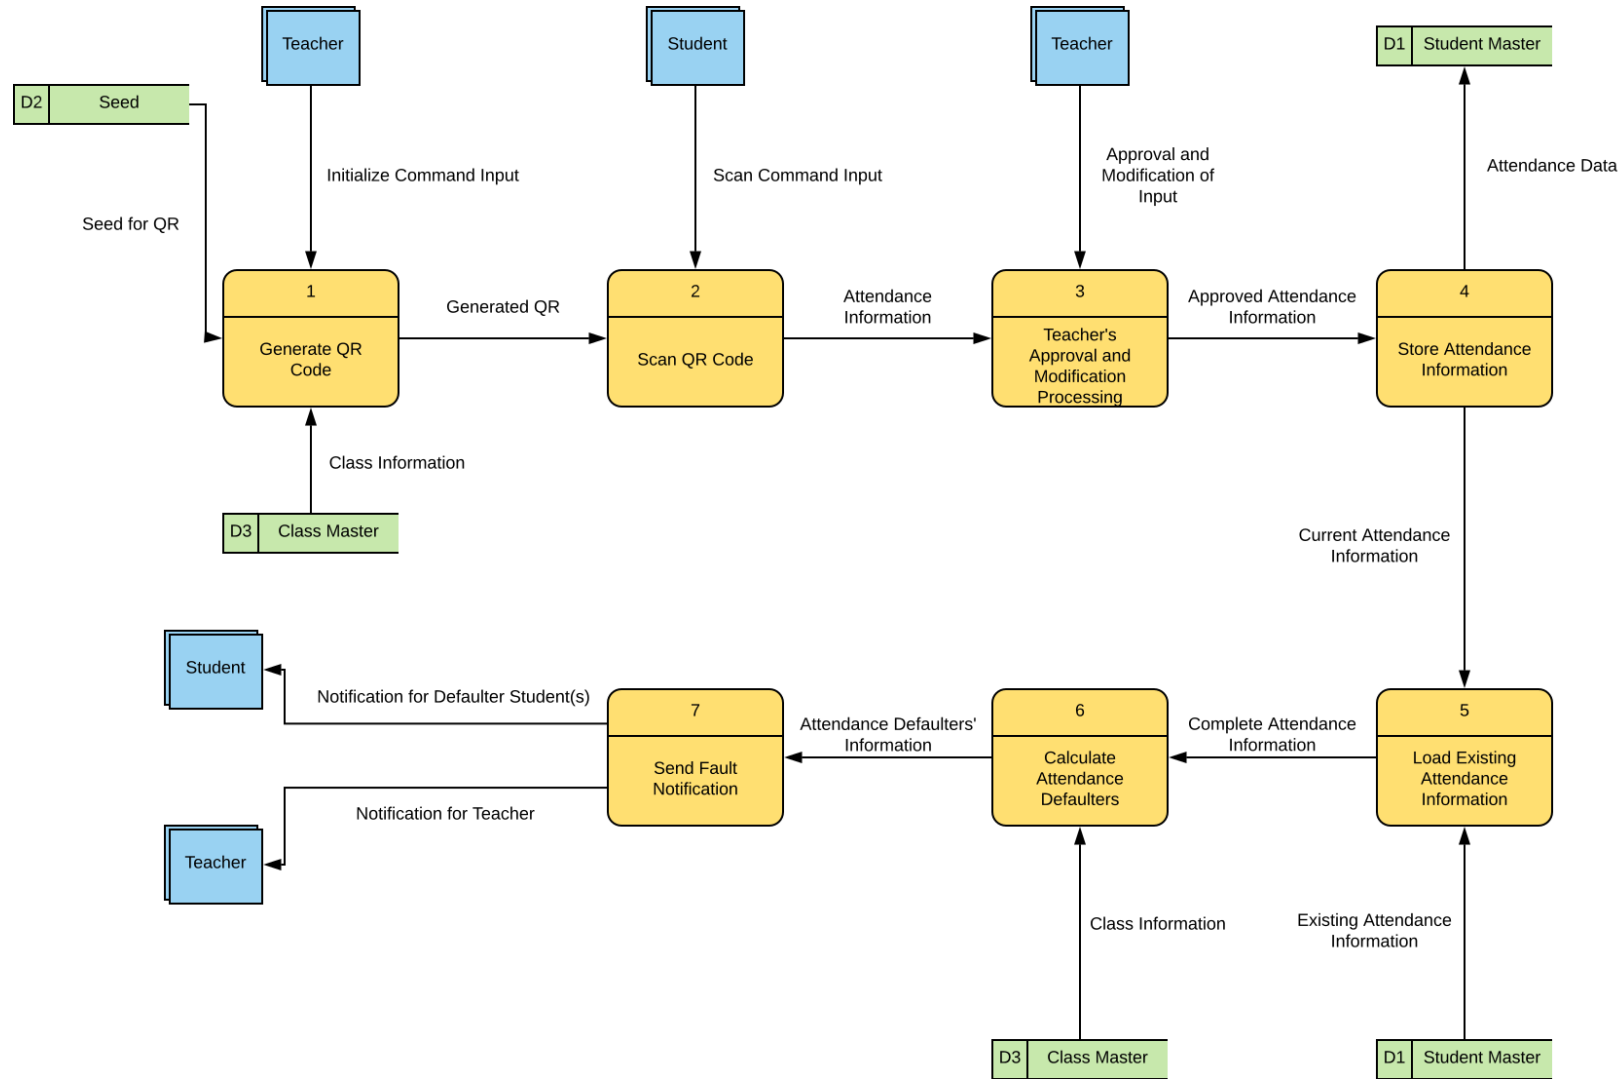 Teacher
Student
Teacher
D1 Student Master
D2 Seed
Initialize Command Input
Scan Command Input
Approval and
Modification of
Input
Attendance Data
Seed for QR
1
Generate QR
Code
Generated QR
2
Scan QR Code
Attendance
Information
3
Teacher's
Approval and
Modification
Processing
Approved Attendance
Information
4
Store Attendance
Information
Class Information
D3 Class Master
Current Attendance
Information
Student
Notification for Defaulter Student(s)
7
Send Fault
Notification
Attendance Defaulters'
Information
6
Calculate
Attendance
Defaulters
Complete Attendance
Information
5
Load Existing
Attendance
Information
Notification for Teacher
Teacher
Class Information
Existing Attendance
Information
D3 Class Master
D1 Student Master